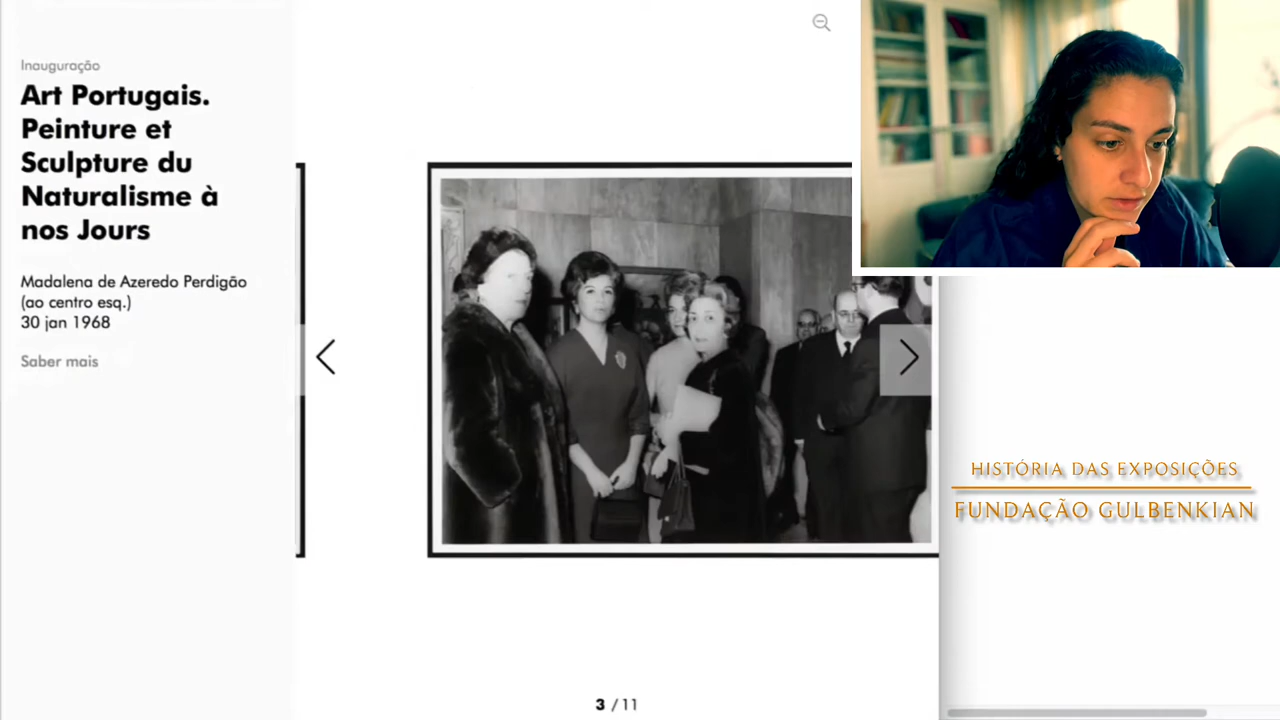 Inauguração
Art Portugais.
Peinture et
Sculpture du
Naturalisme à
nos Jours
Madalena de Azeredo Perdigão
(ao centro esq.)
30 jan 1968
Saber mais
3 / 11
HISTÓRIA DAS EXPOSIÇÕES
FUNDAÇÃO GULBENKIAN